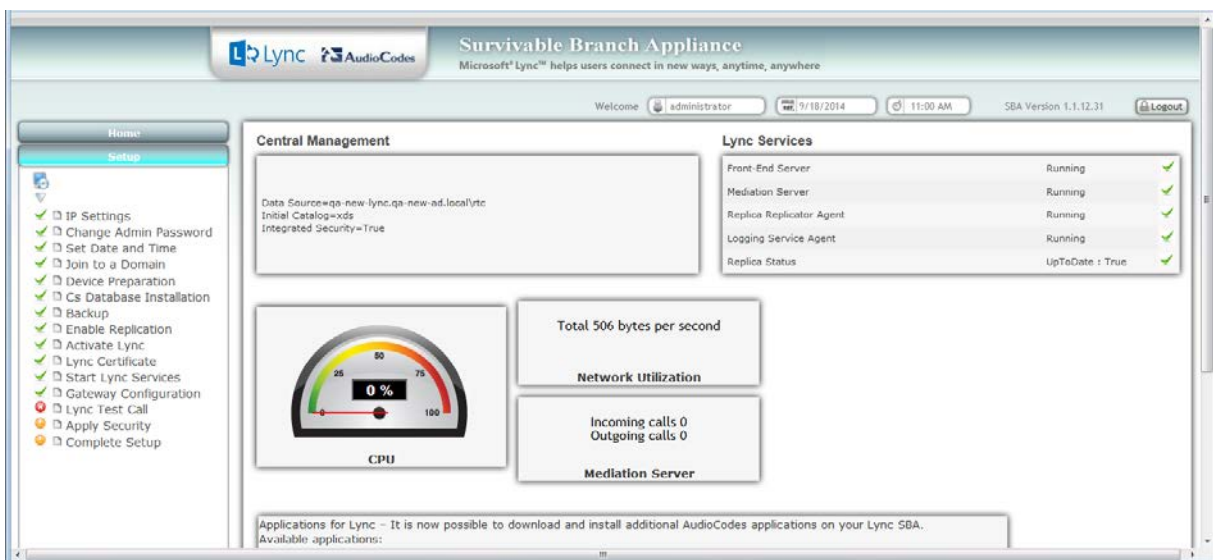 Lync AudioCodes
Survivable Branch Appliance
Microsoft® Lync™ helps users connect in new ways, anytime, anywhere
Welcome administrator 9/18/2014 11:00 AM SBA Version 1.1.12.31 Logout
Home
Setup
IP Settings
Change Admin Password
Set Date and Time
Join to a Domain
Device Preparation
Cs Database Installation
Backup
Enable Replication
Activate Lync
Lync Certificate
Start Lync Services
Gateway Configuration
Lync Test Call
Apply Security
Complete Setup
Central Management
Data Source=qa-new-lync.qa-new-ad.local\rtc
Initial Catalog=xds
Integrated Security=True
Lync Services
Front-End Server Running
Mediation Server Running
Replica Replicator Agent Running
Logging Service Agent Running
Replica Status UpToDate : True
0 25 50 75 100
0 %
CPU
Total 506 bytes per second
Network Utilization
Incoming calls 0
Outgoing calls 0
Mediation Server
Applications for Lync - It is now possible to download and install additional AudioCodes applications on your Lync SBA.
Available applications: